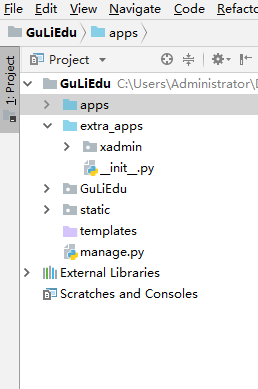 File Edit View Navigate Code Refacto
GuLiEdu apps
1: Project
Project
GuLiEdu C:\Users\Administrator\D
apps
extra_apps
xadmin
__init__.py
GuLiEdu
static
templates
manage.py
External Libraries
Scratches and Consoles